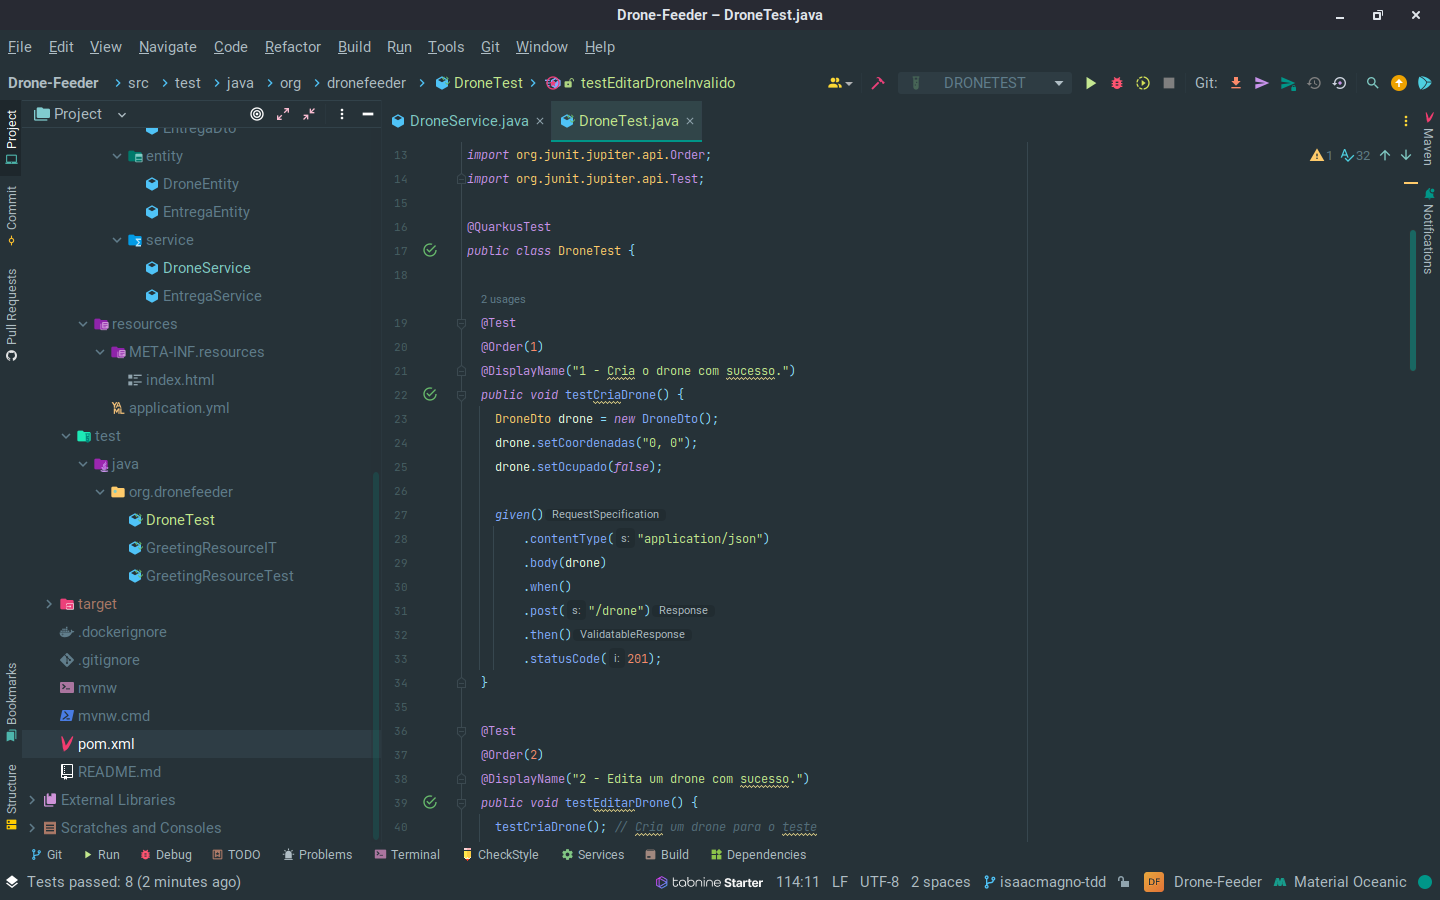 Drone-Feeder – DroneTest.java
File Edit View Navigate Code Refactor Build Run Tools Git Window Help
Drone-Feeder src test java org dronefeeder DroneTest testEditarDroneInvalido DRONETEST Git:
Project
Commit
Pull Requests
Bookmarks
Structure
Project
EntregaDto
entity
DroneEntity
EntregaEntity
service
DroneService
EntregaService
resources
META-INF.resources
index.html
application.yml
test
java
org.dronefeeder
DroneTest
GreetingResourceIT
GreetingResourceTest
target
.dockerignore
.gitignore
mvnw
mvnw.cmd
pom.xml
README.md
External Libraries
Scratches and Consoles
DroneService.java DroneTest.java
1 32
13 import org.junit.jupiter.api.Order;
14 import org.junit.jupiter.api.Test;
15
16 @QuarkusTest
17 public class DroneTest {
18
2 usages
19 @Test
20 @Order(1)
21 @DisplayName("1 - Cria o drone com sucesso.")
22 public void testCriaDrone() {
23 DroneDto drone = new DroneDto();
24 drone.setCoordenadas("0, 0");
25 drone.setOcupado(false);
26
27 given() RequestSpecification
28 .contentType( s: "application/json")
29 .body(drone)
30 .when()
31 .post( s: "/drone") Response
32 .then() ValidatableResponse
33 .statusCode( i: 201);
34 }
35
36 @Test
37 @Order(2)
38 @DisplayName("2 - Edita um drone com sucesso.")
39 public void testEditarDrone() {
40 testCriaDrone(); // Cria um drone para o teste
Maven
Notifications
Git Run Debug TODO Problems Terminal CheckStyle Services Build Dependencies
Tests passed: 8 (2 minutes ago) tabnine Starter 114:11 LF UTF-8 2 spaces isaacmagno-tdd DF Drone-Feeder Material Oceanic